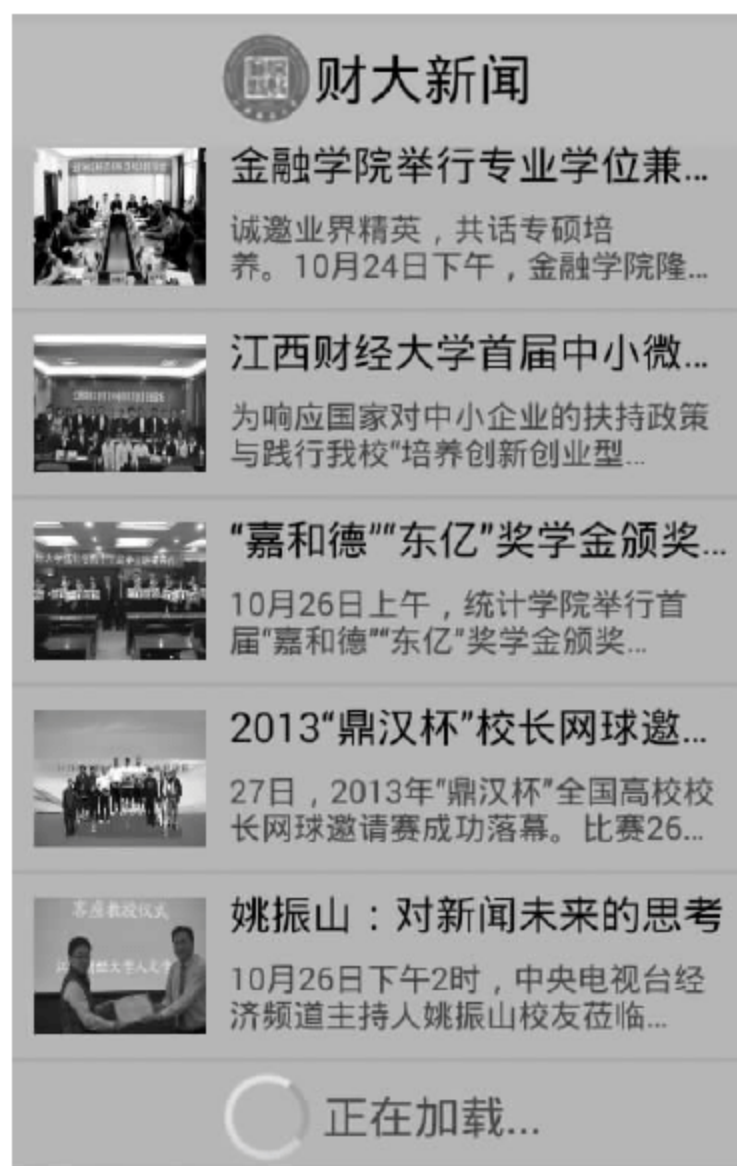 财大新闻
金融学院举行专业学位兼...
诚邀业界精英，共话专硕培
养。10月24日下午，金融学院隆...
江西财经大学首届中小微...
为响应国家对中小企业的扶持政策
与践行我校“培养创新创业型...
“嘉和德”“东亿”奖学金颁奖...
10月26日上午，统计学院举行首
届“嘉和德”“东亿”奖学金颁奖...
2013“鼎汉杯”校长网球邀...
27日，2013年“鼎汉杯”全国高校校
长网球邀请赛成功落幕。比赛26...
客座教授仪式
姚振山：对新闻未来的思考
10月26日下午2时，中央电视台经
济频道主持人姚振山校友莅临...
正在加载...